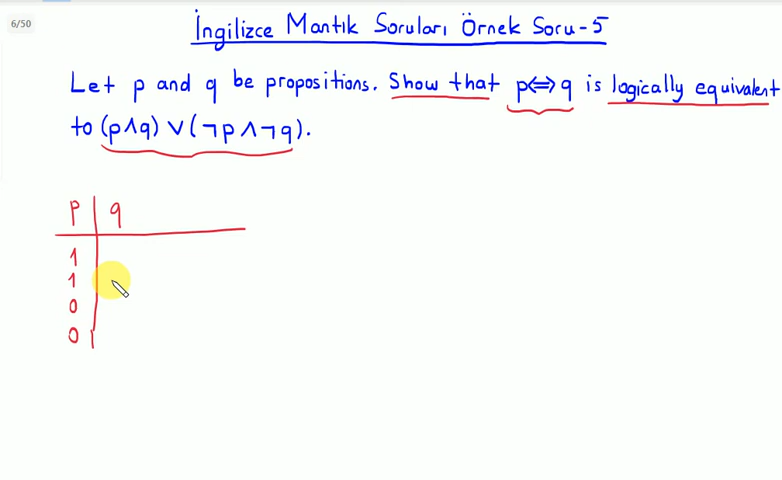 6/50
İngilizce Mantık Soruları Örnek Soru-5
Let p and q be propositions. Show that p⇔q is logically equivalent
to (p∧q) ∨ (¬p ∧ ¬q).
p | q
1
1
0
0